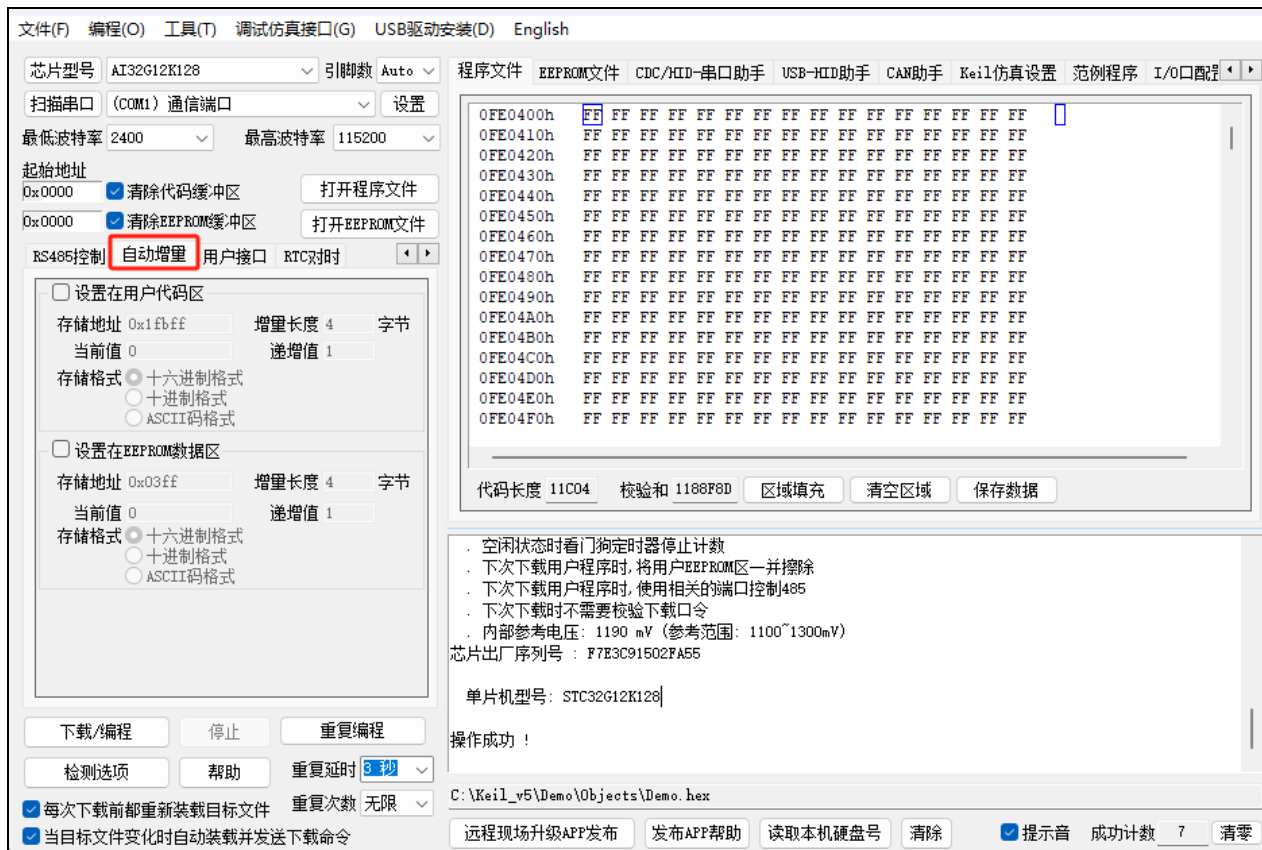 文件(F) 编程(O) 工具(T) 调试仿真接口(G) USB驱动安装(D) English
芯片型号 AI32G12K128 引脚数 Auto
扫描串口 (COM1) 通信端口 设置
最低波特率 2400 最高波特率 115200
起始地址
0x0000 清除代码缓冲区 打开程序文件
0x0000 清除EEPROM缓冲区 打开EEPROM文件
RS485控制 自动增量 用户接口 RTC对时
设置在用户代码区
存储地址 0x1fbff 增量长度 4 字节
当前值 0 递增值 1
存储格式 十六进制格式
十进制格式
ASCII码格式
设置在EEPROM数据区
存储地址 0x03ff 增量长度 4 字节
当前值 0 递增值 1
存储格式 十六进制格式
十进制格式
ASCII码格式
下载/编程 停止 重复编程
检测选项 帮助 重复延时 3 秒
每次下载前都重新装载目标文件 重复次数 无限
当目标文件变化时自动装载并发送下载命令
程序文件 EEPROM文件 CDC/HID-串口助手 USB-HID助手 CAN助手 Keil仿真设置 范例程序 I/O口配
0FE0400h FF FF FF FF FF FF FF FF FF FF FF FF FF FF FF FF
0FE0410h FF FF FF FF FF FF FF FF FF FF FF FF FF FF FF FF
0FE0420h FF FF FF FF FF FF FF FF FF FF FF FF FF FF FF FF
0FE0430h FF FF FF FF FF FF FF FF FF FF FF FF FF FF FF FF
0FE0440h FF FF FF FF FF FF FF FF FF FF FF FF FF FF FF FF
0FE0450h FF FF FF FF FF FF FF FF FF FF FF FF FF FF FF FF
0FE0460h FF FF FF FF FF FF FF FF FF FF FF FF FF FF FF FF
0FE0470h FF FF FF FF FF FF FF FF FF FF FF FF FF FF FF FF
0FE0480h FF FF FF FF FF FF FF FF FF FF FF FF FF FF FF FF
0FE0490h FF FF FF FF FF FF FF FF FF FF FF FF FF FF FF FF
0FE04A0h FF FF FF FF FF FF FF FF FF FF FF FF FF FF FF FF
0FE04B0h FF FF FF FF FF FF FF FF FF FF FF FF FF FF FF FF
0FE04C0h FF FF FF FF FF FF FF FF FF FF FF FF FF FF FF FF
0FE04D0h FF FF FF FF FF FF FF FF FF FF FF FF FF FF FF FF
0FE04E0h FF FF FF FF FF FF FF FF FF FF FF FF FF FF FF FF
0FE04F0h FF FF FF FF FF FF FF FF FF FF FF FF FF FF FF FF
代码长度 11C04 校验和 1188F8D 区域填充 清空区域 保存数据
. 空闲状态时看门狗定时器停止计数
. 下次下载用户程序时,将用户EEPROM区一并擦除
. 下次下载用户程序时,使用相关的端口控制485
. 下次下载时不需要校验下载口令
. 内部参考电压: 1190 mV (参考范围: 1100~1300mV)
芯片出厂序列号 : F7E3C91502FA55
单片机型号: STC32G12K128
操作成功 !
C:\Keil_v5\Demo\Objects\Demo.hex
远程现场升级APP发布 发布APP帮助 读取本机硬盘号 清除 提示音 成功计数 7 清零